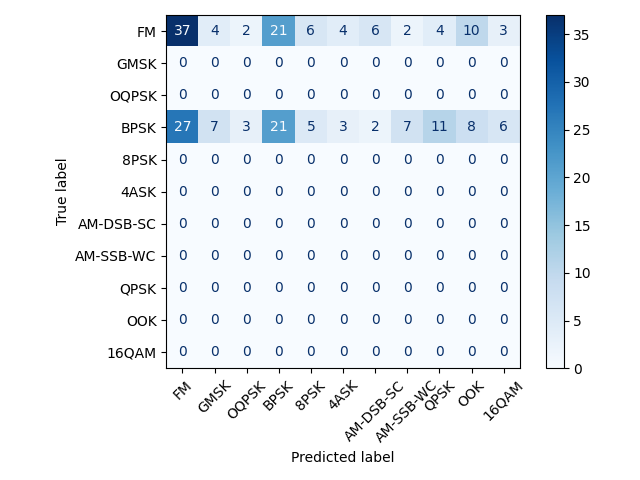 FM 37 4 2 21 6 4 6 2 4 10 3
GMSK 0 0 0 0 0 0 0 0 0 0 0
OQPSK 0 0 0 0 0 0 0 0 0 0 0
BPSK 27 7 3 21 5 3 2 7 11 8 6
8PSK 0 0 0 0 0 0 0 0 0 0 0
4ASK 0 0 0 0 0 0 0 0 0 0 0
AM-DSB-SC 0 0 0 0 0 0 0 0 0 0 0
AM-SSB-WC 0 0 0 0 0 0 0 0 0 0 0
QPSK 0 0 0 0 0 0 0 0 0 0 0
OOK 0 0 0 0 0 0 0 0 0 0 0
16QAM 0 0 0 0 0 0 0 0 0 0 0
True label
FM GMSK OQPSK BPSK 8PSK 4ASK AM-DSB-SC AM-SSB-WC QPSK OOK 16QAM
Predicted label
35
30
25
20
15
10
5
0